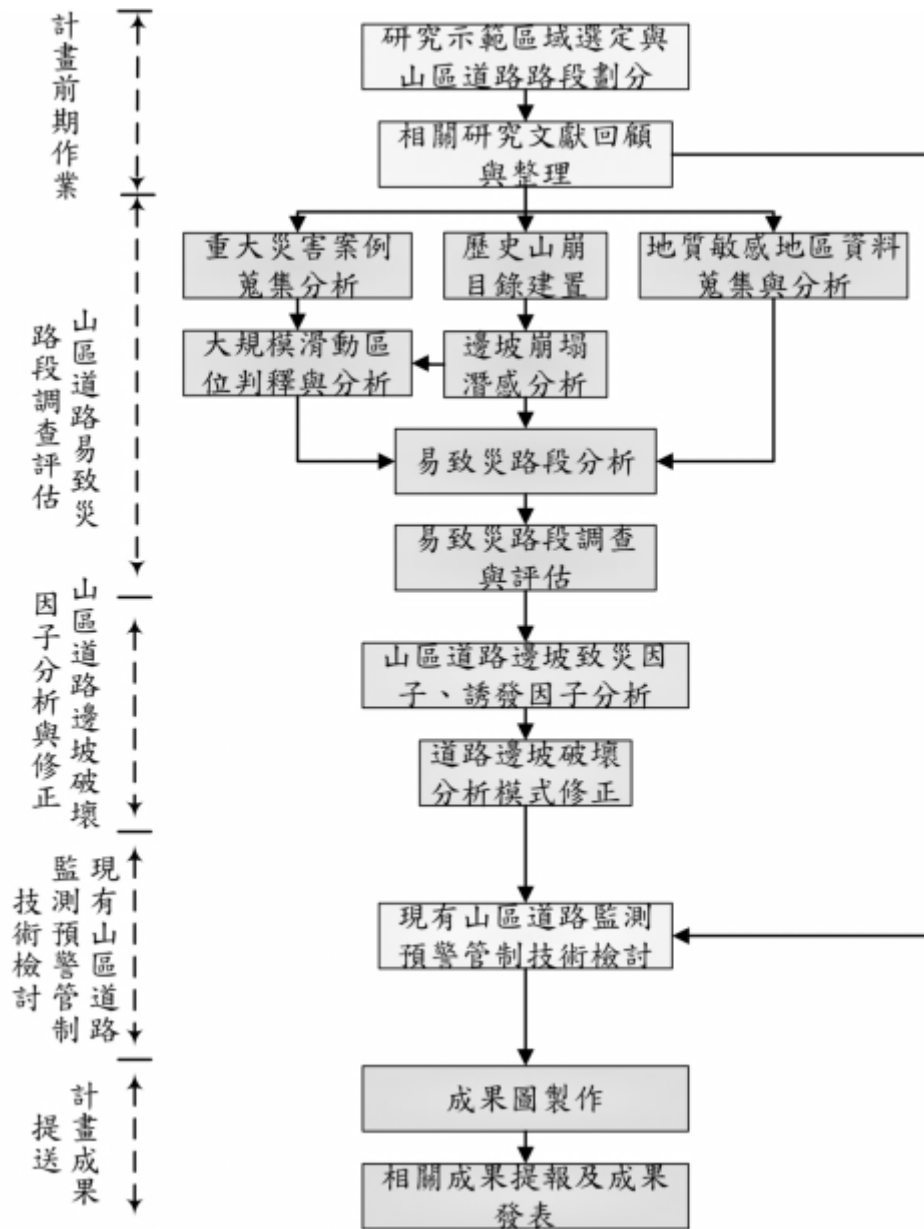 計畫前期作業
研究示範區域選定與
山區道路路段劃分
相關研究文獻回顧
與整理
山區道路易致災
路段調查評估
重大災害案例
蒐集分析
歷史山崩
目錄建置
地質敏感地區資料
蒐集與分析
大規模滑動區
位判釋與分析
邊坡崩塌
潛感分析
易致災路段分析
易致災路段調查
與評估
山區道路邊坡破壞
因子分析與修正
山區道路邊坡致災因
子、誘發因子分析
道路邊坡破壞
分析模式修正
現有山區道路
監測預警管制
技術檢討
現有山區道路監測
預警管制技術檢討
計畫成果
提送
成果圖製作
相關成果提報及成果
發表